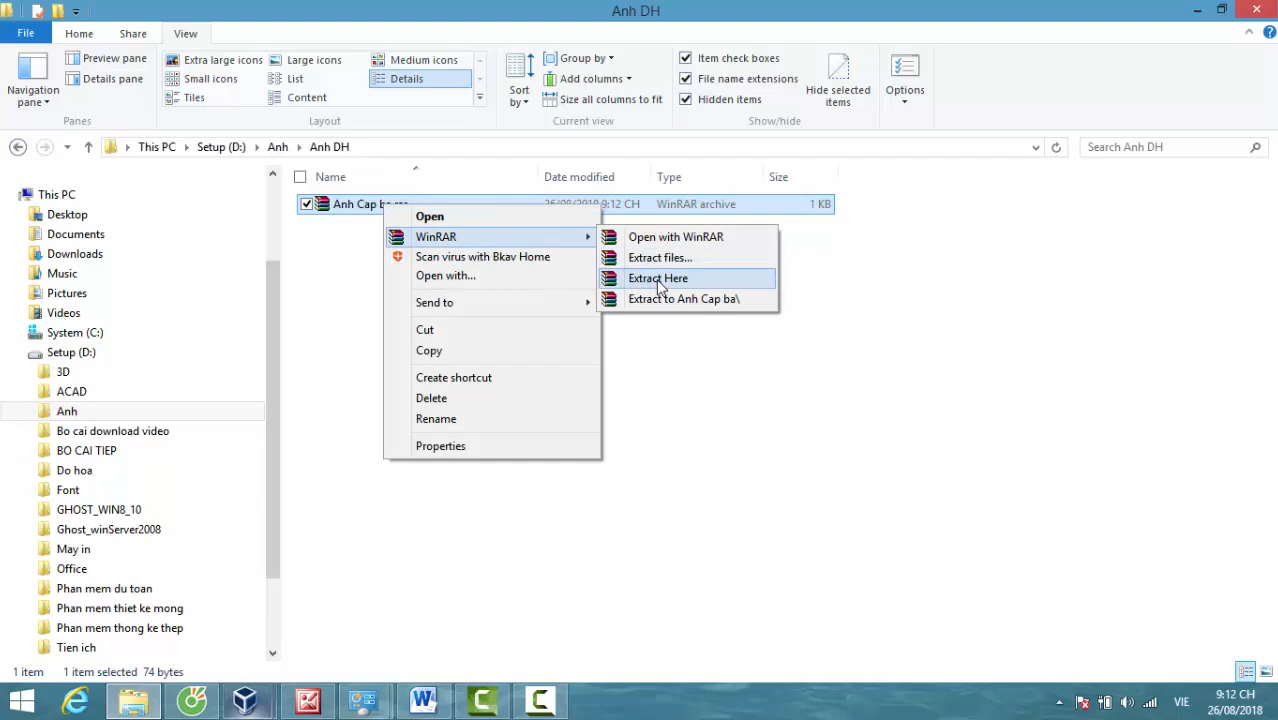 Anh DH
File
Home
Share
View
Navigation pane
Preview pane
Details pane
Panes
Extra large icons
Large icons
Medium icons
Small icons
List
Details
Tiles
Content
Layout
Sort by
Group by
Add columns
Size all columns to fit
Current view
Item check boxes
File name extensions
Hidden items
Hide selected items
Show/hide
Options
This PC
Setup (D:)
Anh
Anh DH
Search Anh DH
Name
Date modified
Type
Size
Anh Cap
26/08/2018 9:12 CH
WinRAR archive
1 KB
This PC
Desktop
Documents
Downloads
Music
Pictures
Videos
System (C:)
Setup (D:)
3D
ACAD
Anh
Bo cai download video
BO CAI TIEP
Do hoa
Font
GHOST_WIN8_10
Ghost_winServer2008
May in
Office
Phan mem du toan
Phan mem thiet ke mong
Phan mem thong ke thep
Tien ich
Open
WinRAR
Scan virus with Bkav Home
Open with...
Send to
Cut
Copy
Create shortcut
Delete
Rename
Properties
Open with WinRAR
Extract files...
Extract Here
Extract to Anh Cap ba\
1 item
1 item selected 74 bytes
VIE
9:12 CH
26/08/2018